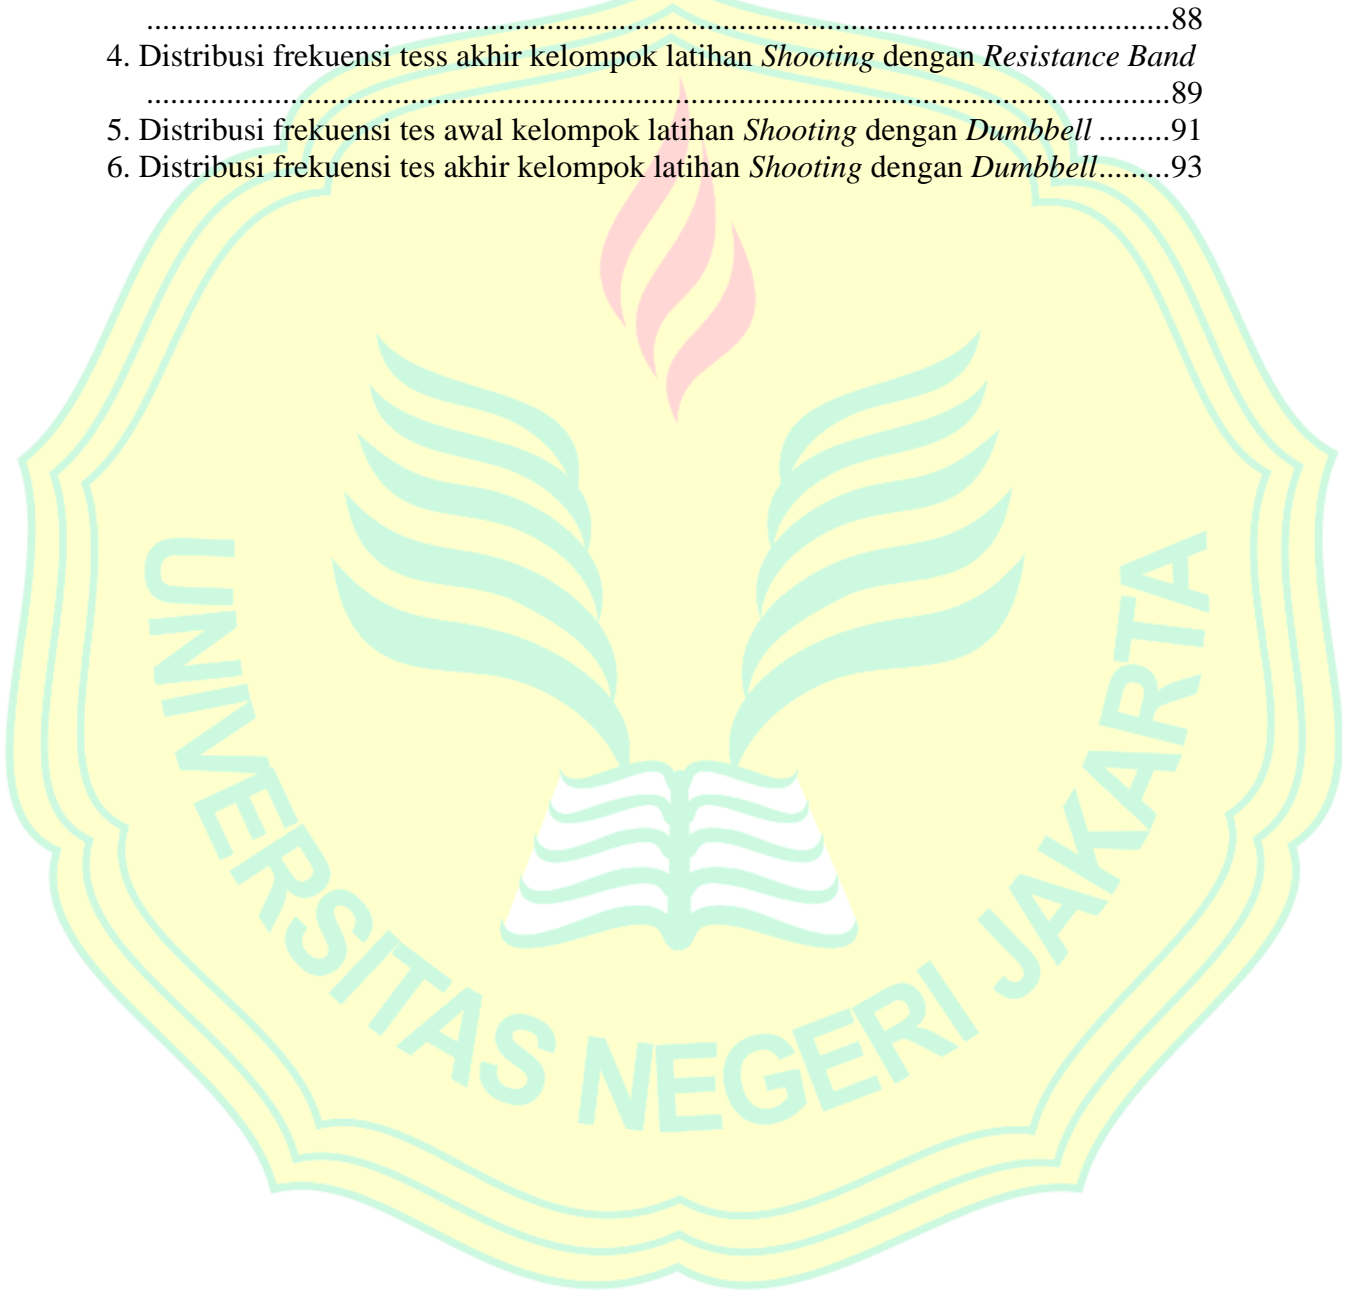 ........................................................................................................................88
4. Distribusi frekuensi tess akhir kelompok latihan Shooting dengan Resistance Band
........................................................................................................................89
5. Distribusi frekuensi tes awal kelompok latihan Shooting dengan Dumbbell .........91
6. Distribusi frekuensi tes akhir kelompok latihan Shooting dengan Dumbbell.........93
UNIVERSITAS NEGERI JAKARTA